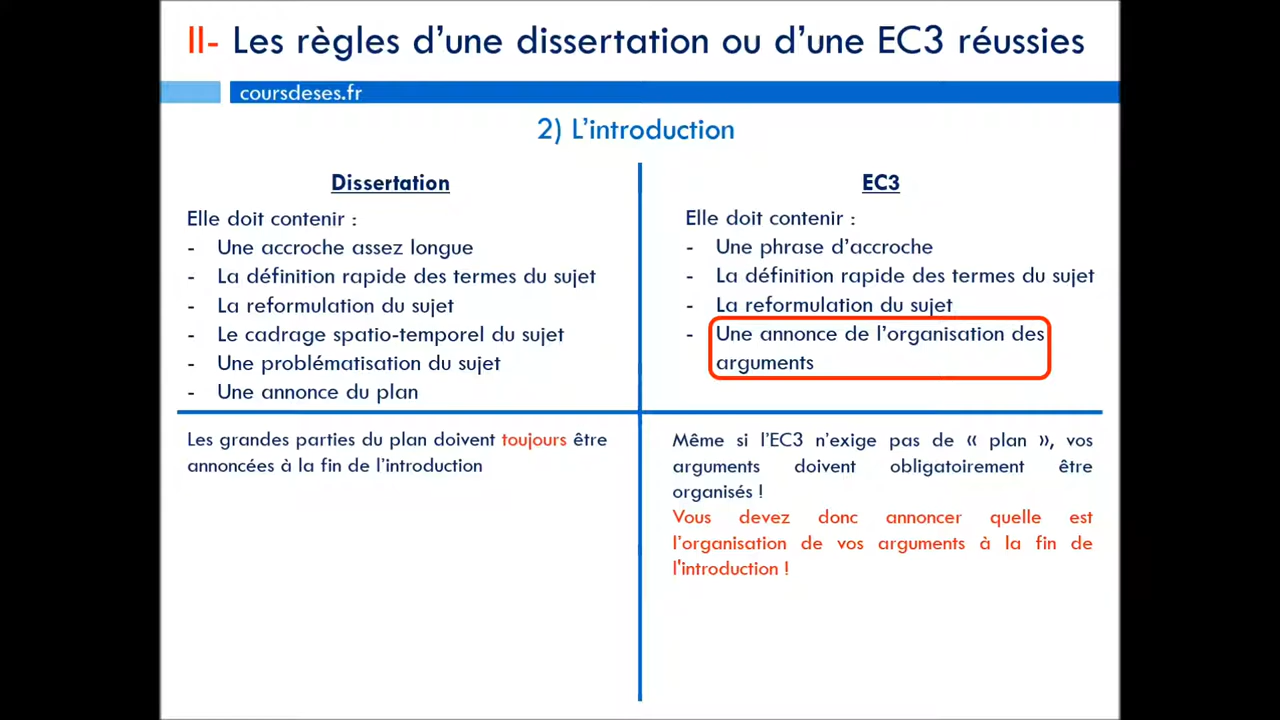 II- Les règles d’une dissertation ou d’une EC3 réussies
coursdeses.fr
2) L’introduction
Dissertation
Elle doit contenir :
- Une accroche assez longue
- La définition rapide des termes du sujet
- La reformulation du sujet
- Le cadrage spatio-temporel du sujet
- Une problématisation du sujet
- Une annonce du plan
Les grandes parties du plan doivent toujours être
annoncées à la fin de l’introduction
EC3
Elle doit contenir :
- Une phrase d’accroche
- La définition rapide des termes du sujet
- La reformulation du sujet
- Une annonce de l’organisation des
arguments
Même si l’EC3 n’exige pas de « plan », vos
arguments doivent obligatoirement être
organisés !
Vous devez donc annoncer quelle est
l’organisation de vos arguments à la fin de
l'introduction !